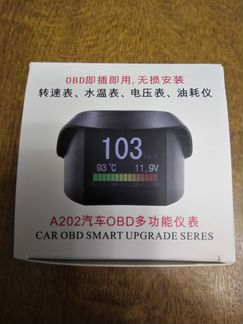 OBD即插即用,无损安装
转速表、水温表、电压表、油耗仪
103
93℃ 11.9V
A202汽车OBD多功能仪表
CAR OBD SMART UPGRADE SERES